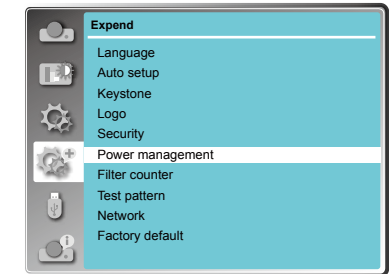 Expend
Language
Auto setup
Keystone
Logo
Security
Power management
Filter counter
Test pattern
Network
Factory default